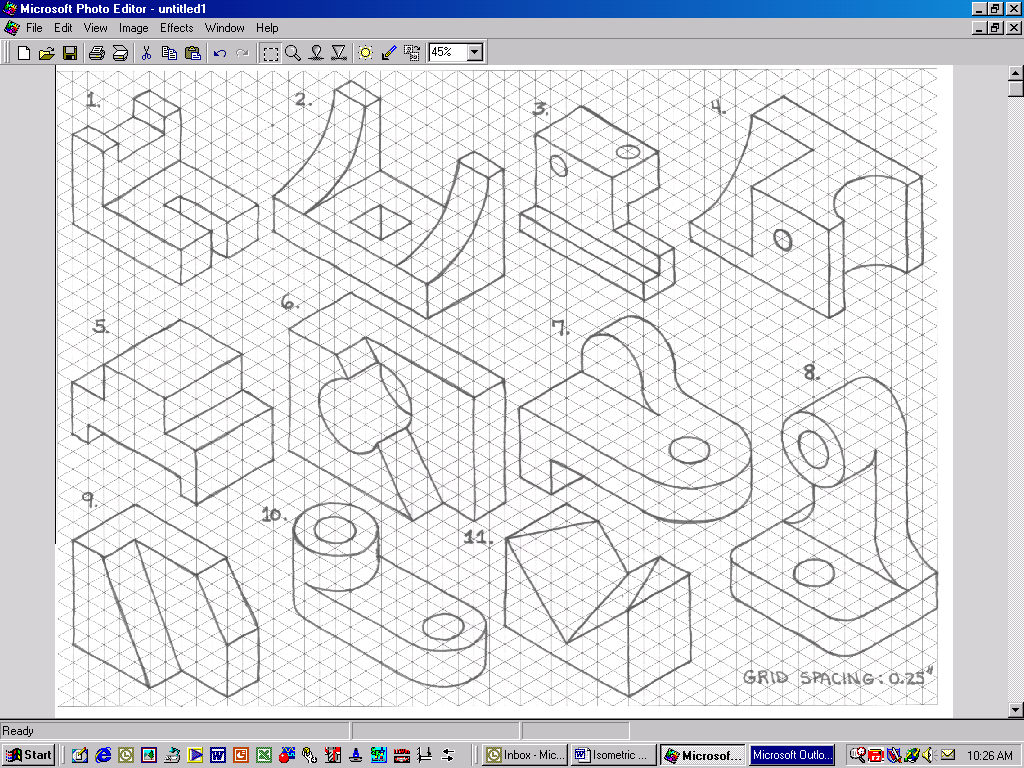 Microsoft Photo Editor - untitled1
File Edit View Image Effects Window Help
45%
1.
2.
3.
4.
5.
6.
7.
8.
9.
10.
11.
GRID SPACING: 0.25"
Ready
Start
Inbox - Mic...
Isometric ...
Microsof...
Microsoft Outlo...
10:26 AM